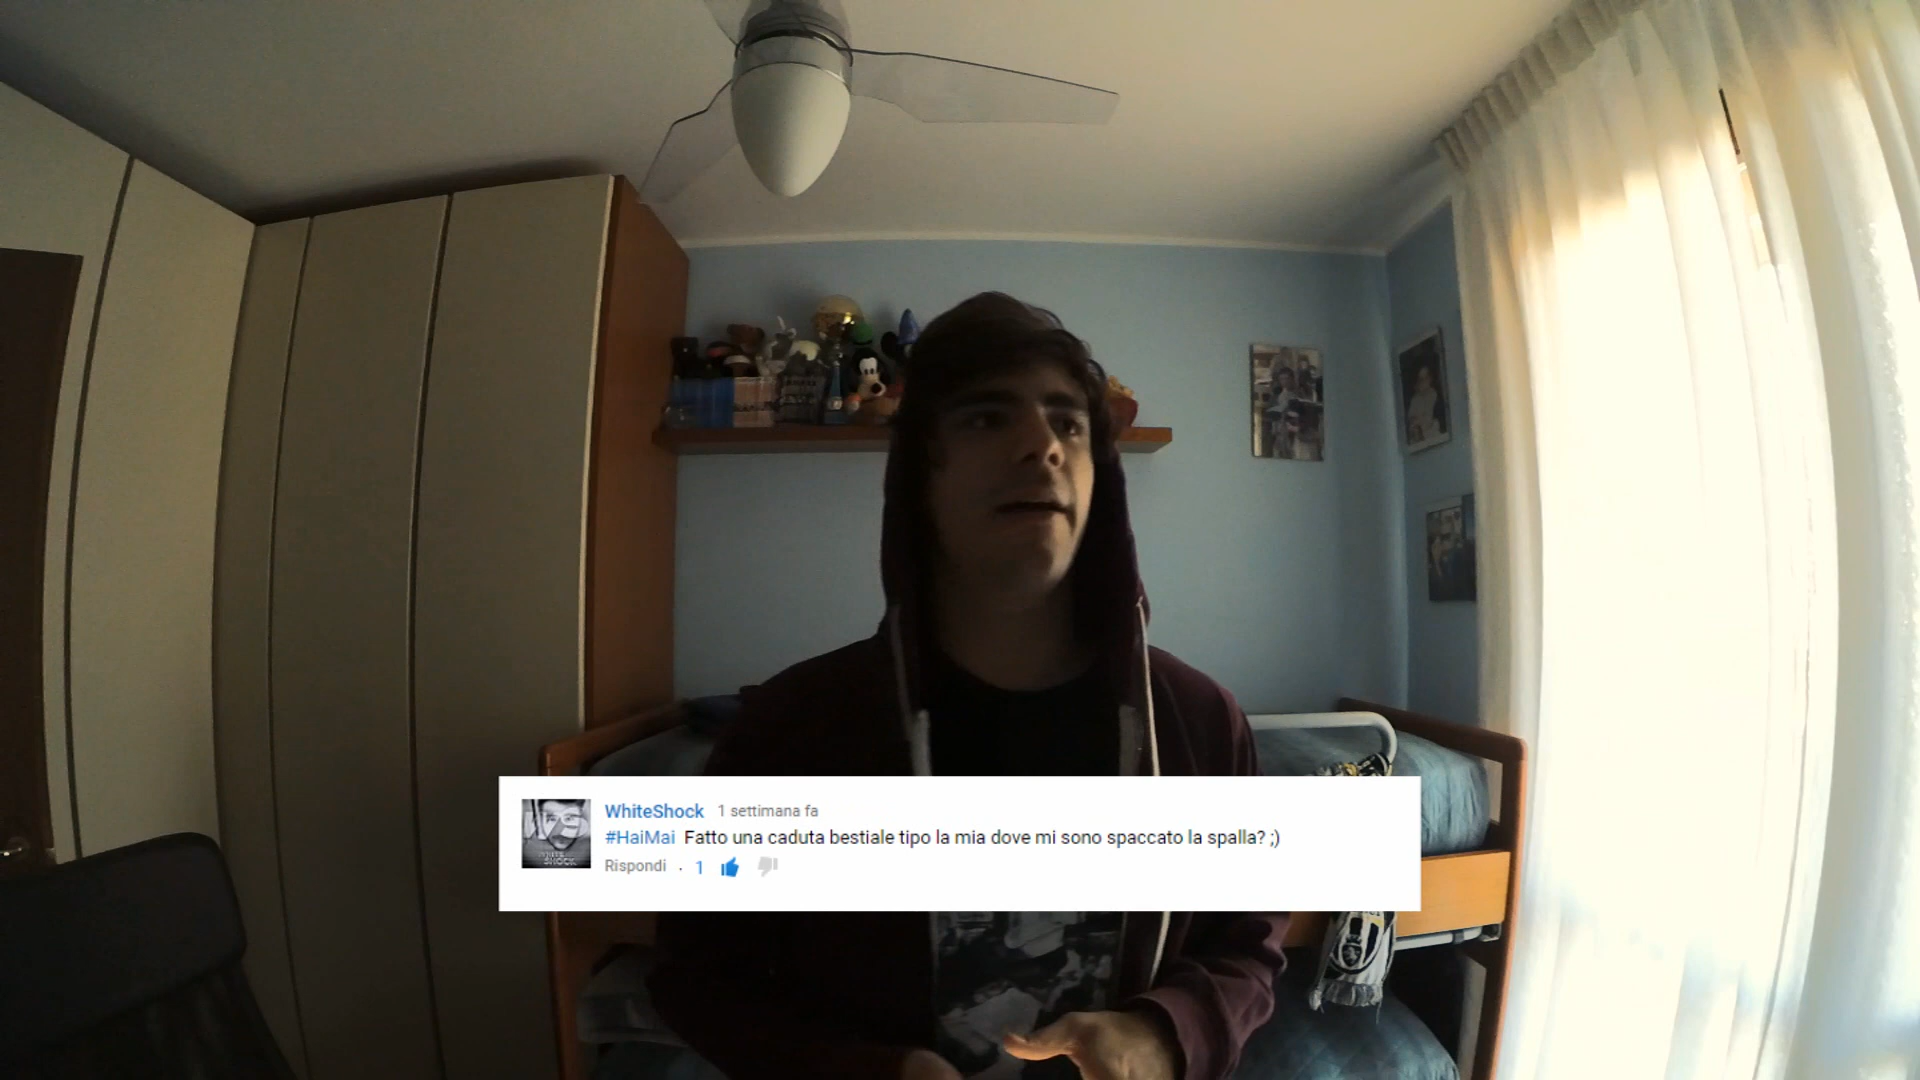 WhiteShock 1 settimana fa
#HaiMai Fatto una caduta bestiale tipo la mia dove mi sono spaccato la spalla? ;)
Rispondi · 1
SHOCK